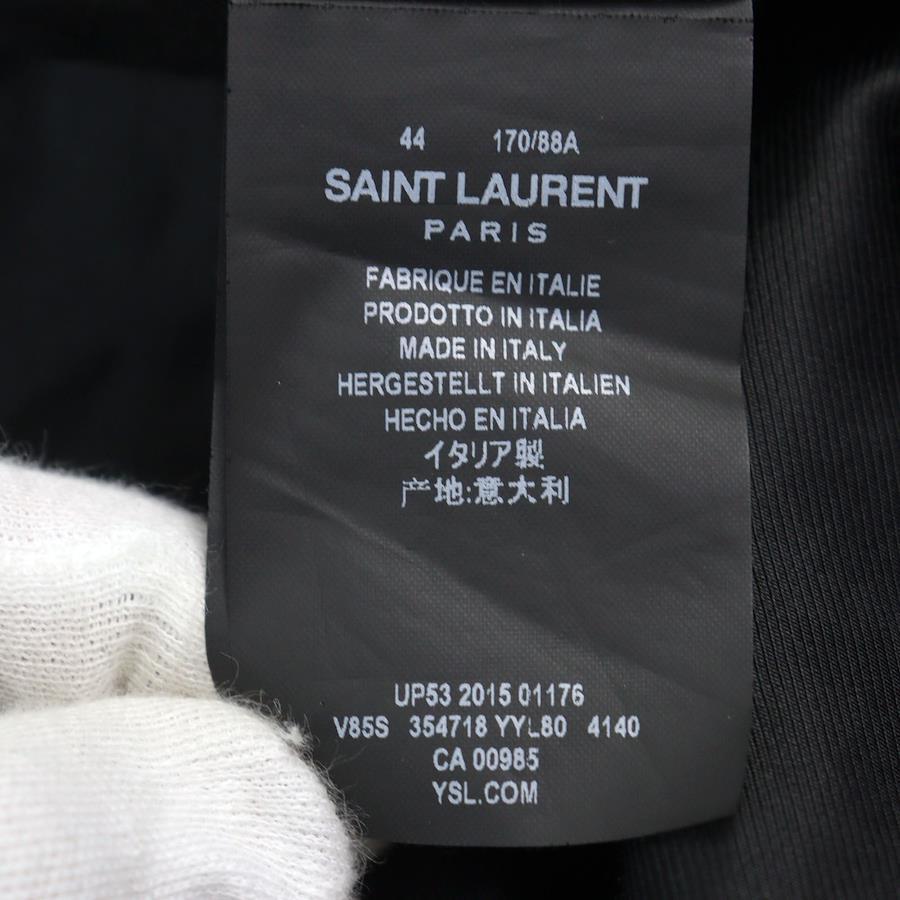 44 170/88A
SAINT LAURENT
PARIS
FABRIQUE EN ITALIE
PRODOTTO IN ITALIA
MADE IN ITALY
HERGESTELLT IN ITALIEN
HECHO EN ITALIA
イタリア製
产地:意大利
UP53 2015 01176
V85S 354718 YYL80 4140
CA 00985
YSL.COM